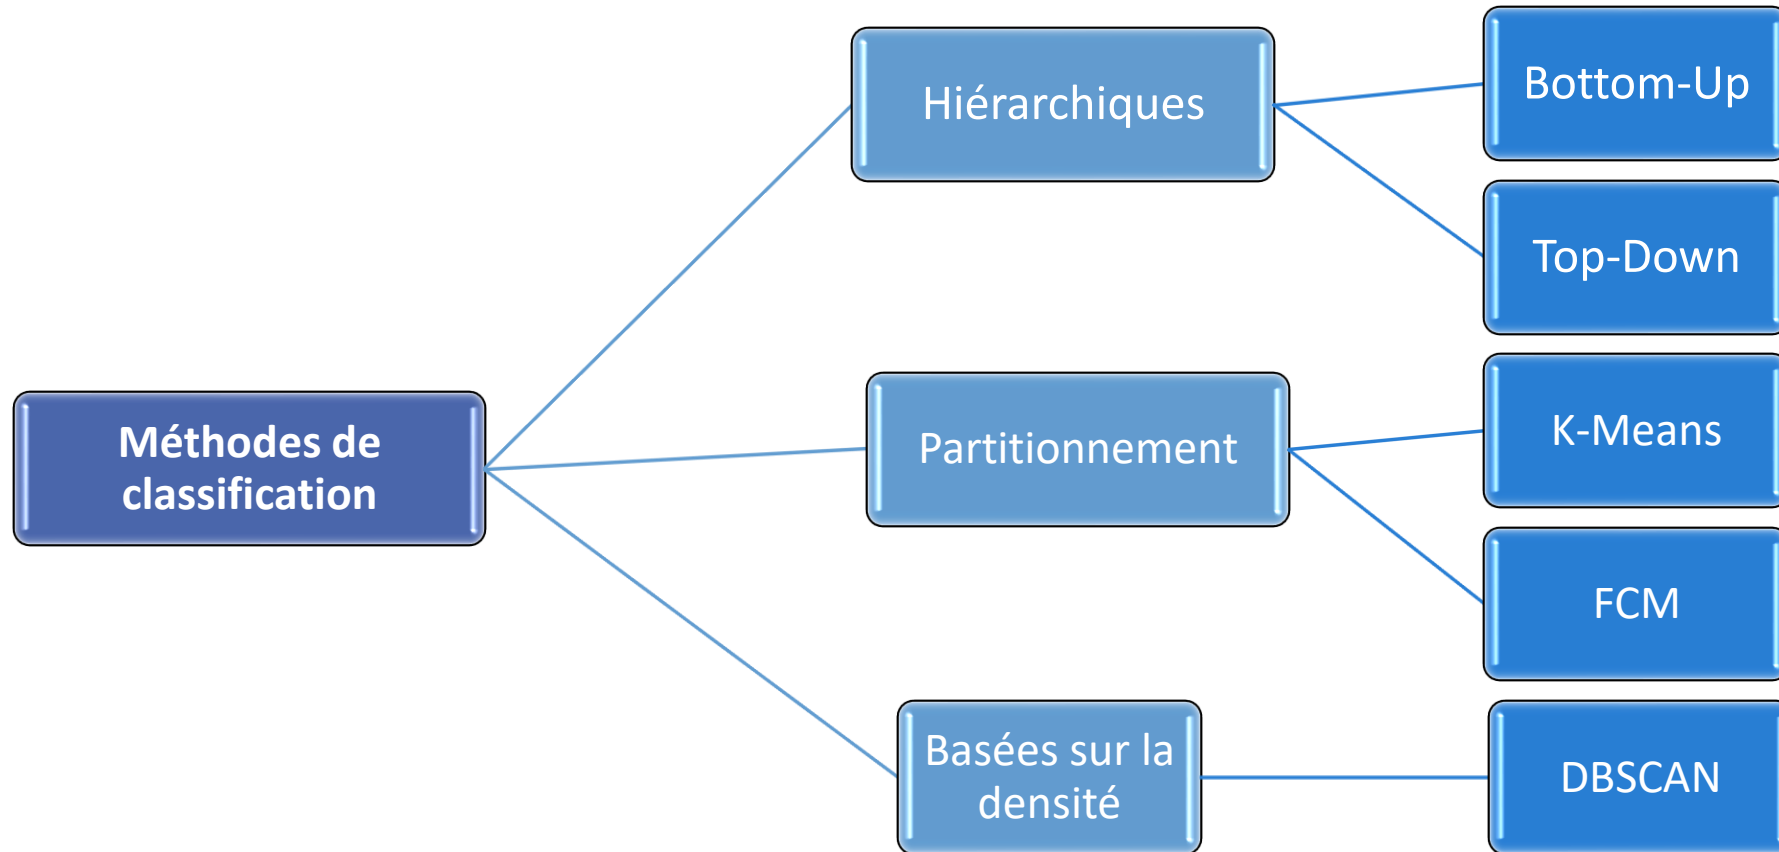 Hiérarchiques
Bottom-Up
Top-Down
Méthodes de
classification
Partitionnement
K-Means
FCM
Basées sur la
densité
DBSCAN